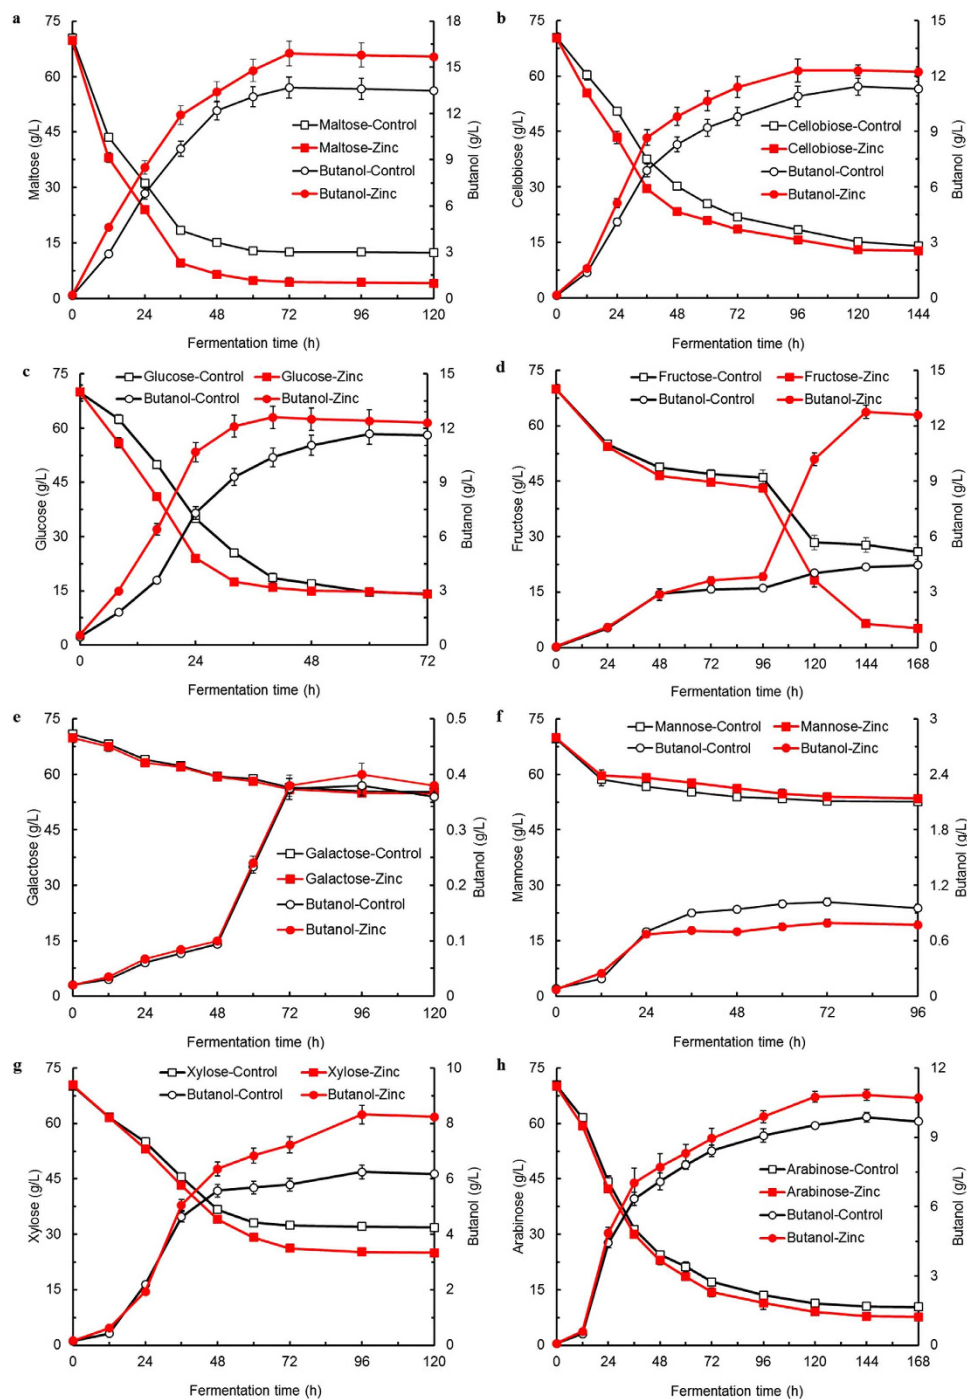 a
75
60
45
30
15
0
Maltose (g/L)
18
15
12
9
6
3
0
Butanol (g/L)
Maltose-Control
Maltose-Zinc
Butanol-Control
Butanol-Zinc
0 24 48 72 96 120
Fermentation time (h)
b
75
60
45
30
15
0
Cellobiose (g/L)
15
12
9
6
3
0
Butanol (g/L)
Cellobiose-Control
Cellobiose-Zinc
Butanol-Control
Butanol-Zinc
0 24 48 72 96 120 144
Fermentation time (h)
c
75
60
45
30
15
0
Glucose (g/L)
15
12
9
6
3
0
Butanol (g/L)
Glucose-Control Glucose-Zinc
Butanol-Control Butanol-Zinc
0 24 48 72
Fermentation time (h)
d
75
60
45
30
15
0
Fructose (g/L)
15
12
9
6
3
0
Butanol (g/L)
Fructose-Control Fructose-Zinc
Butanol-Control Butanol-Zinc
0 24 48 72 96 120 144 168
Fermentation time (h)
e
75
60
45
30
15
0
Galactose (g/L)
0.5
0.4
0.3
0.2
0.1
0
Butanol (g/L)
Galactose-Control
Galactose-Zinc
Butanol-Control
Butanol-Zinc
0 24 48 72 96 120
Fermentation time (h)
f
75
60
45
30
15
0
Mannose (g/L)
3
2.4
1.8
1.2
0.6
0
Butanol (g/L)
Mannose-Control Mannose-Zinc
Butanol-Control Butanol-Zinc
0 24 48 72 96
Fermentation time (h)
g
75
60
45
30
15
0
Xylose (g/L)
10
8
6
4
2
0
Butanol (g/L)
Xylose-Control Xylose-Zinc
Butanol-Control Butanol-Zinc
0 24 48 72 96 120
Fermentation time (h)
h
75
60
45
30
15
0
Arabinose (g/L)
12
9
6
3
0
Butanol (g/L)
Arabinose-Control
Arabinose-Zinc
Butanol-Control
Butanol-Zinc
0 24 48 72 96 120 144 168
Fermentation time (h)